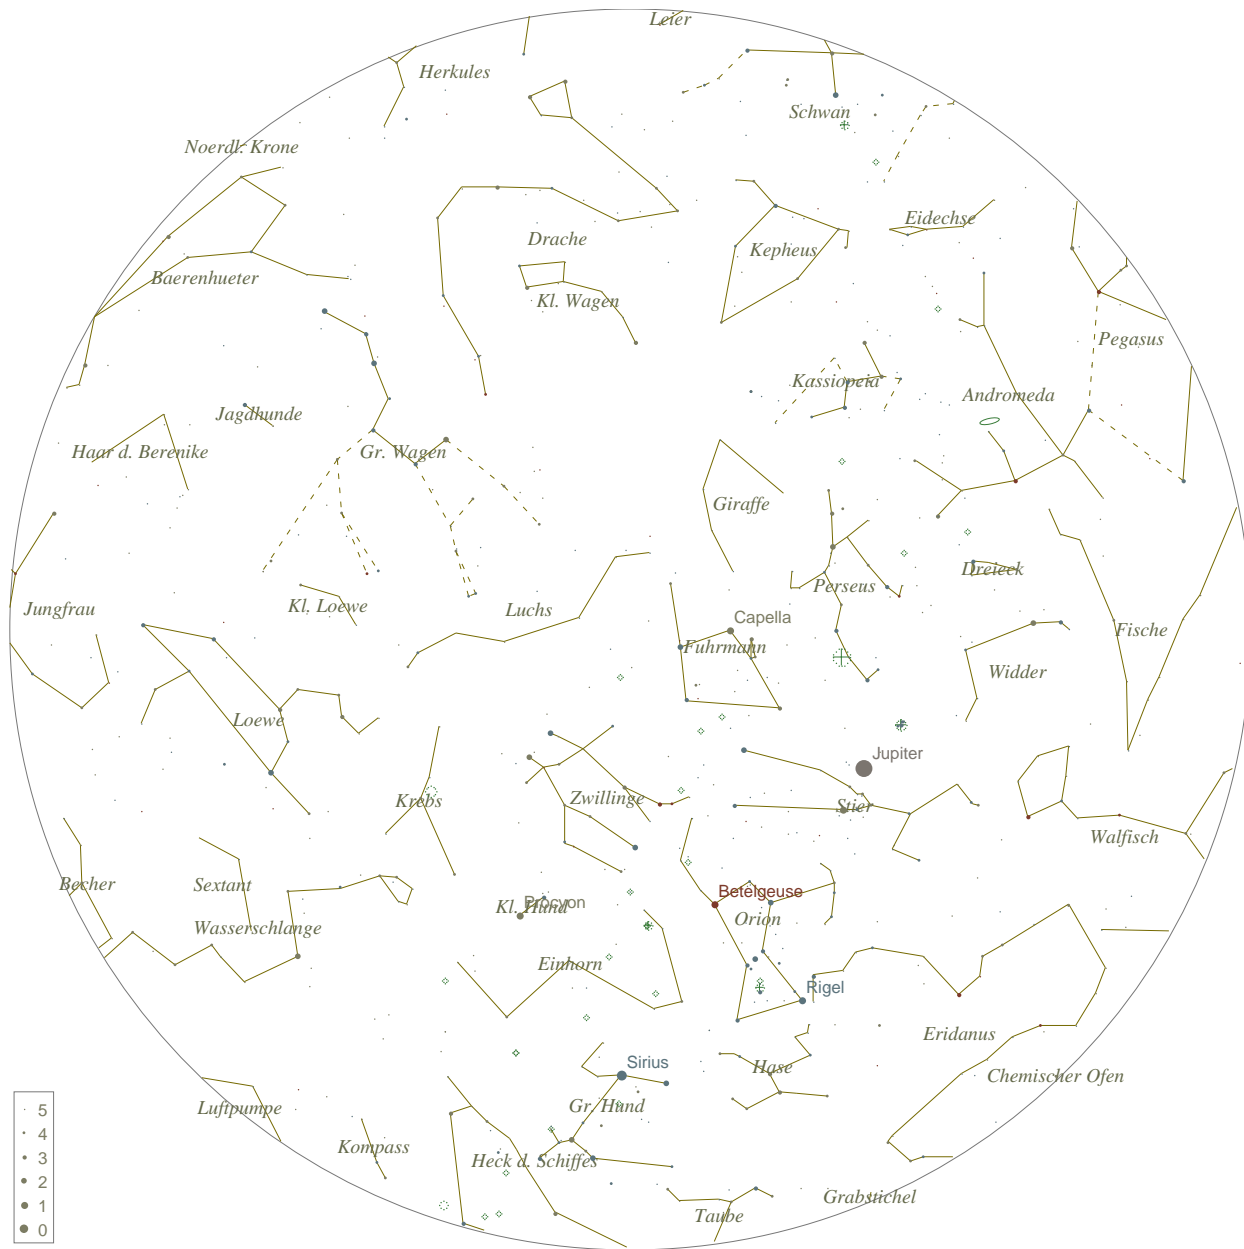 Leier
Herkules
Schwan
Noerdl. Krone
Eidechse
Drache
Kepheus
Baerenhueter
Kl. Wagen
Pegasus
Kassiopeia
Andromeda
Jagdhunde
Haar d. Berenike
Gr. Wagen
Giraffe
Dreieck
Perseus
Jungfrau
Kl. Loewe
Luchs
Capella
Fuhrmann
Fische
Widder
Loewe
Jupiter
Krebs
Zwillinge
Stier
Walfisch
Becher
Sextant
Betelgeuse
Procyon
Kl. Hund
Orion
Wasserschlange
Einhorn
Rigel
Eridanus
Sirius
Hase
Chemischer Ofen
Luftpumpe
Gr. Hund
Kompass
Heck d. Schiffes
Grabstichel
Taube
5
4
3
2
1
0